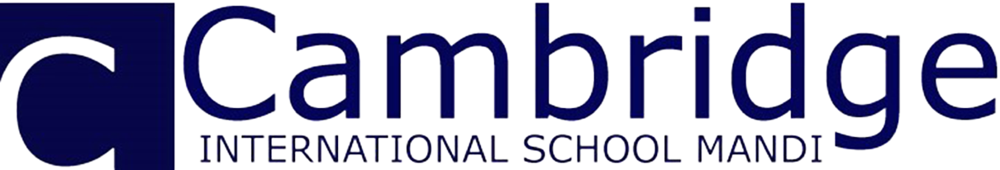 Cambridge
INTERNATIONAL SCHOOL MANDI